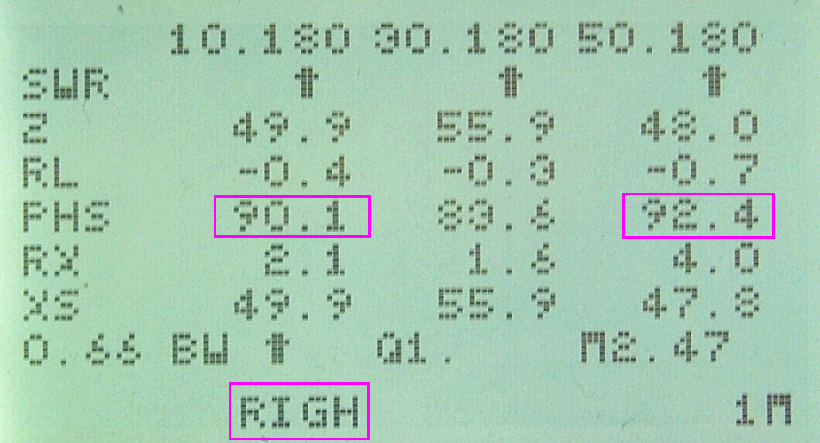 10.180 30.180 50.180
SWR ↑ ↑ ↑
Z 49.9 55.9 48.0
RL -0.4 -0.3 -0.7
PHS 90.1 83.6 92.4
RX 2.1 1.6 4.0
XS 49.9 55.9 47.8
0.66 BW ↑ Q1. M2.47
RIGH 1M